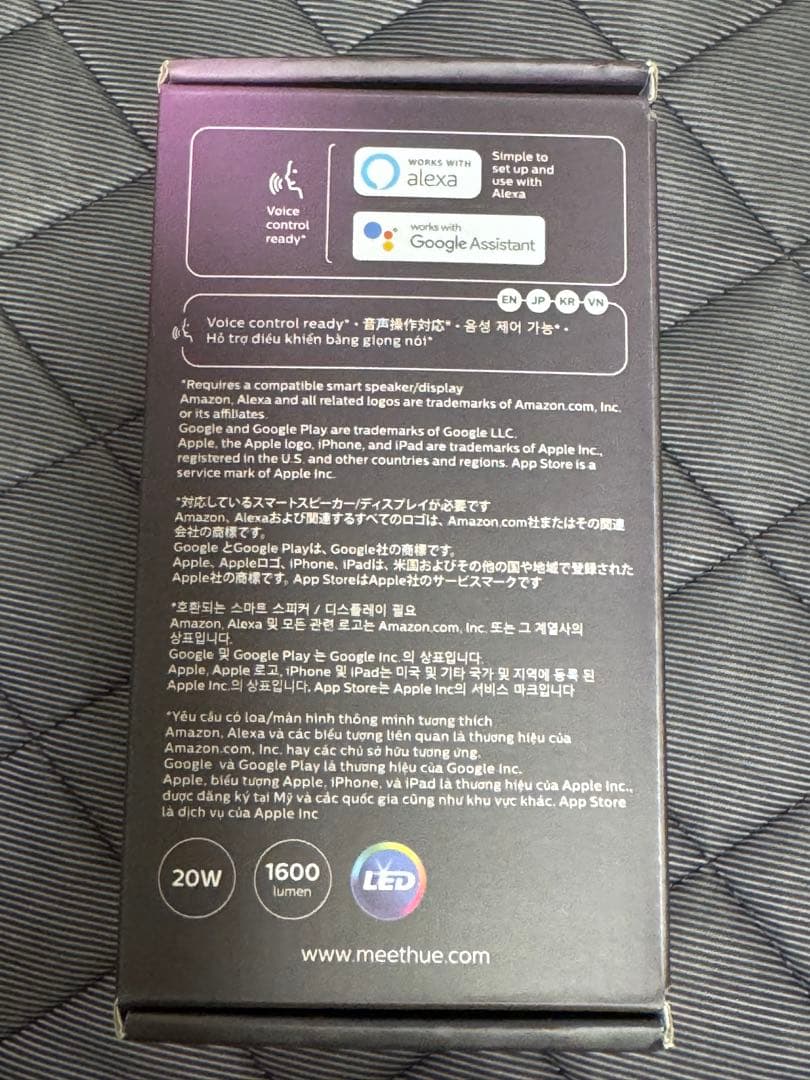 WORKS WITH
alexa
Simple to
set up and
use with
Alexa
Voice
control
ready*
works with
Google Assistant
EN JP KR VN
Voice control ready* • 音声操作対応* • 음성 제어 가능* •
Hỗ trợ điều khiển bằng giọng nói*
*Requires a compatible smart speaker/display
Amazon, Alexa and all related logos are trademarks of Amazon.com, Inc.
or its affiliates.
Google and Google Play are trademarks of Google LLC.
Apple, the Apple logo, iPhone, and iPad are trademarks of Apple Inc.,
registered in the U.S. and other countries and regions. App Store is a
service mark of Apple Inc.
*対応しているスマートスピーカー/ディスプレイが必要です
Amazon、Alexaおよび関連するすべてのロゴは、Amazon.com社またはその関連
会社の商標です。
GoogleとGoogle Playは、Google社の商標です。
Apple、Appleロゴ、iPhone、iPadは、米国およびその他の国や地域で登録された
Apple社の商標です。App StoreはApple社のサービスマークです
*호환되는 스마트 스피커 / 디스플레이 필요
Amazon, Alexa 및 모든 관련 로고는 Amazon.com, Inc. 또는 그 계열사의
상표입니다.
Google 및 Google Play 는 Google Inc.의 상표입니다.
Apple, Apple 로고, iPhone 및 iPad는 미국 및 기타 국가 및 지역에 등록 된
Apple Inc.의 상표입니다. App Store는 Apple Inc의 서비스 마크입니다
*Yêu cầu có loa/màn hình thông minh tương thích
Amazon, Alexa và các biểu tượng liên quan là thương hiệu của
Amazon.com, Inc. hay các chủ sở hữu tương ứng.
Google và Google Play là thương hiệu của Google Inc.
Apple, biểu tượng Apple, iPhone, và iPad là thương hiệu của Apple Inc.,
được đăng ký tại Mỹ và các quốc gia cũng như khu vực khác. App Store
là dịch vụ của Apple Inc
20W
1600
lumen
LED
www.meethue.com